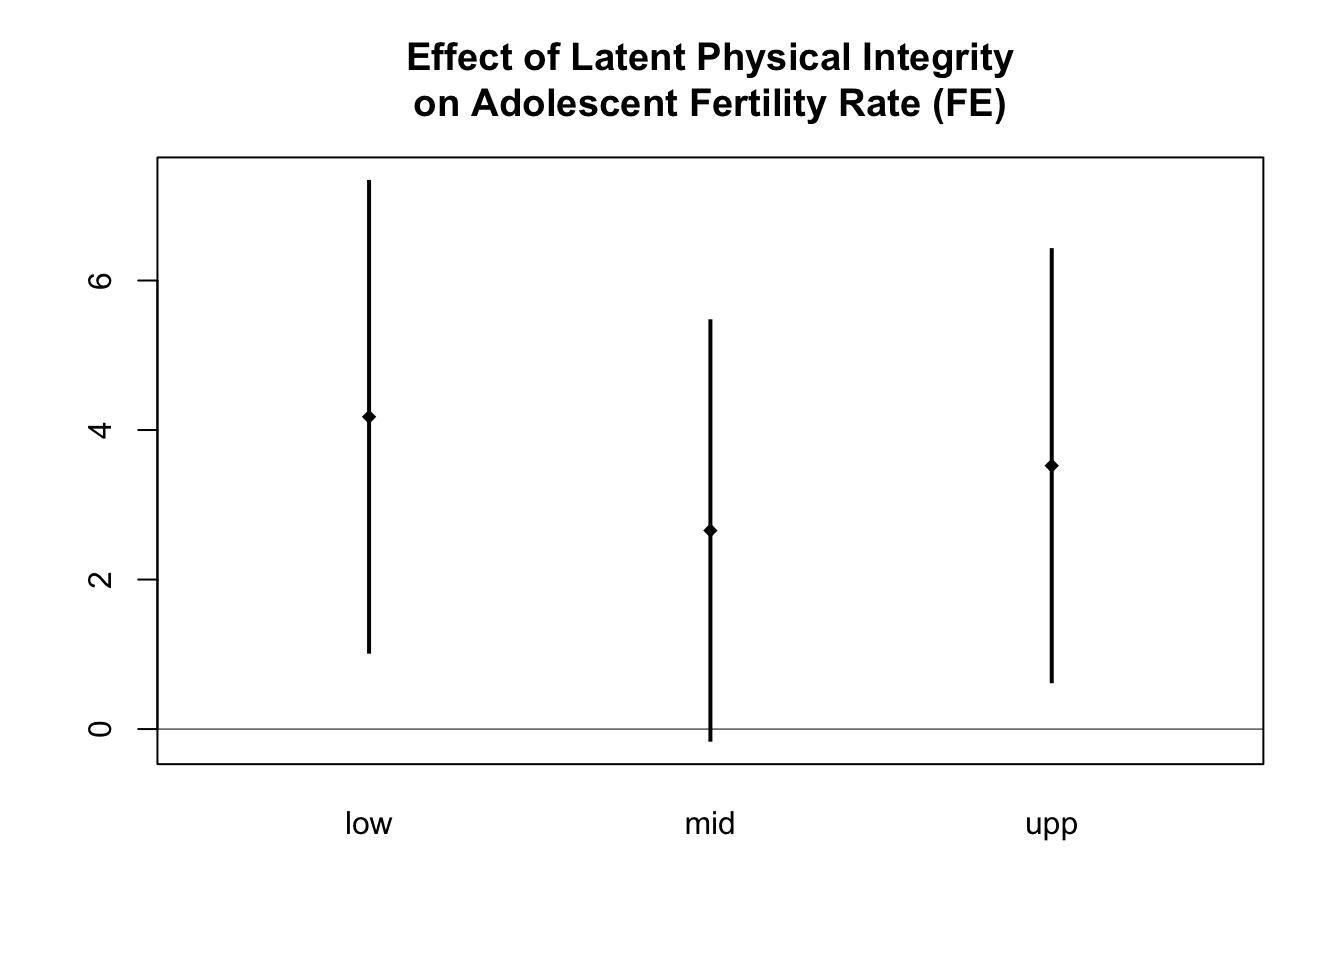 Effect of Latent Physical Integrity
on Adolescent Fertility Rate (FE)
6
4
2
0
low mid upp